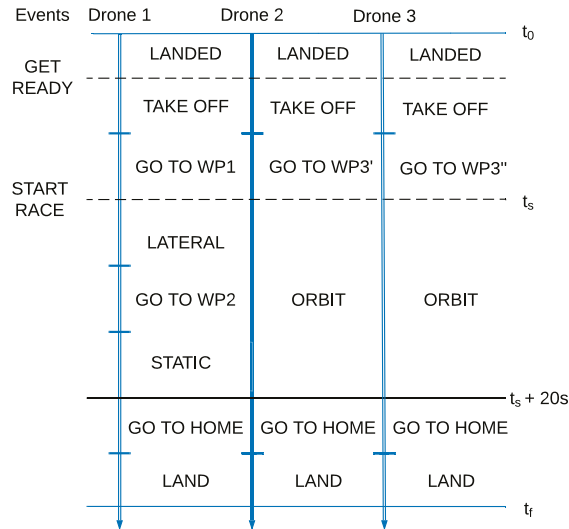 Events Drone 1 Drone 2 Drone 3
t₀
LANDED LANDED LANDED
GET
READY
TAKE OFF TAKE OFF TAKE OFF
GO TO WP1 GO TO WP3' GO TO WP3"
START
RACE
tₛ
LATERAL
GO TO WP2 ORBIT ORBIT
STATIC
tₛ + 20s
GO TO HOME GO TO HOME GO TO HOME
LAND LAND LAND
t_f